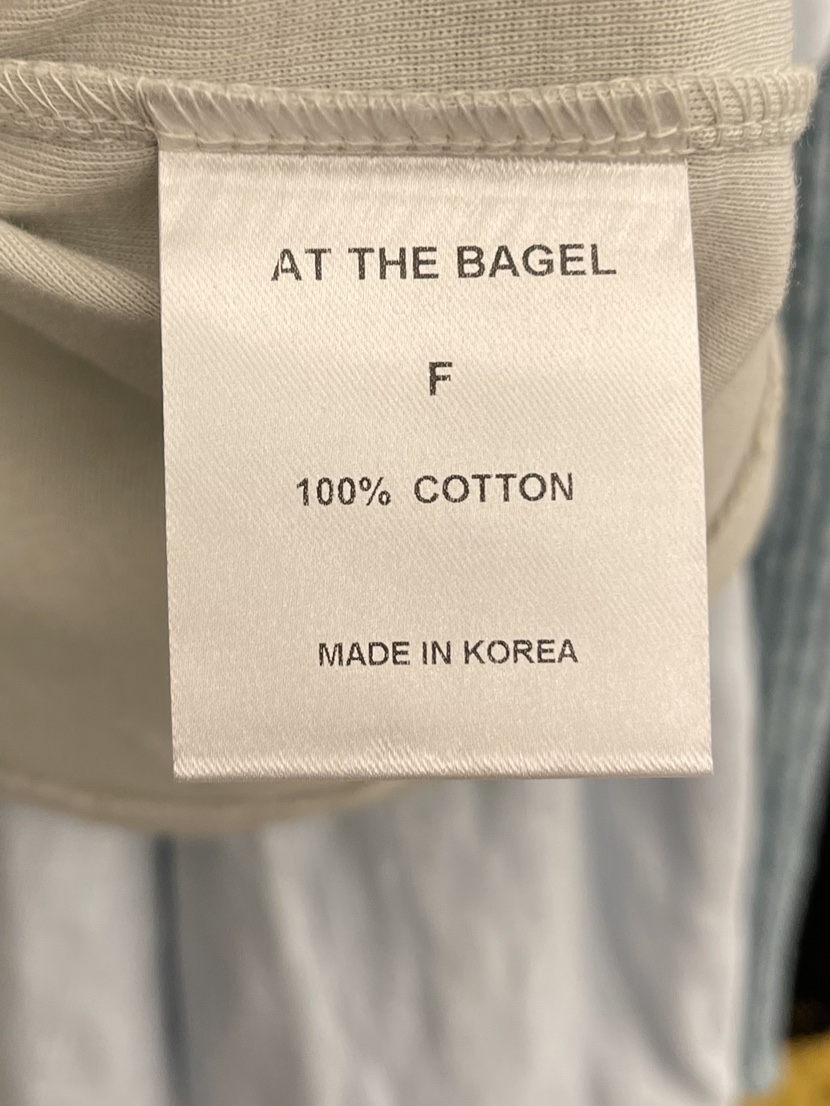 AT THE BAGEL
F
100% COTTON
MADE IN KOREA